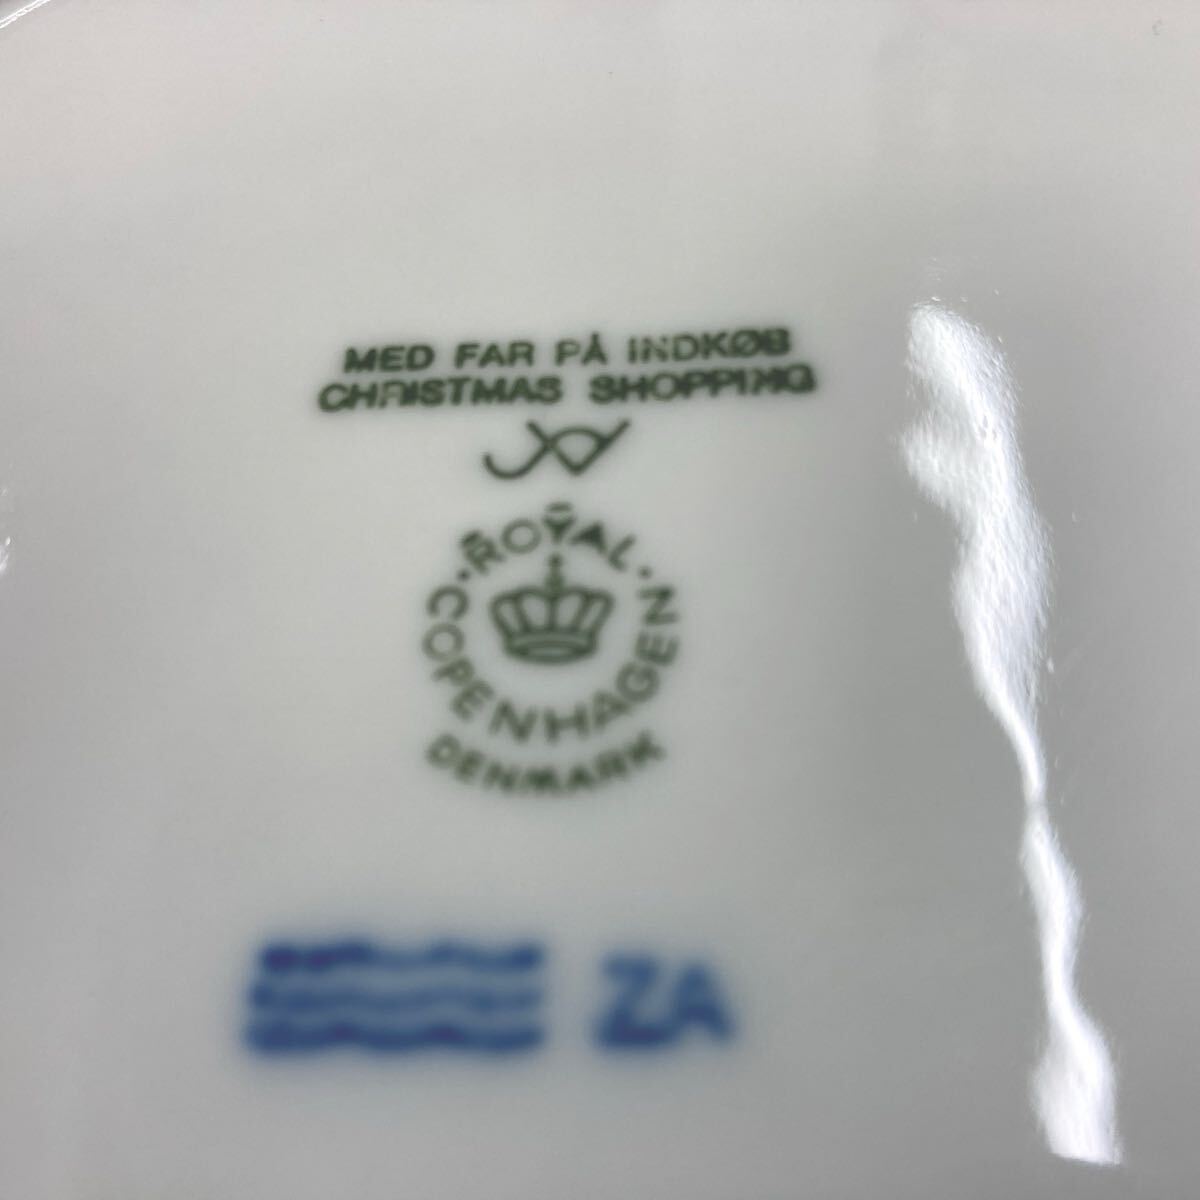 MED FAR PÅ INDKØB
CHRISTMAS SHOPPING
ROYAL
COPENHAGEN
DENMARK
ZA